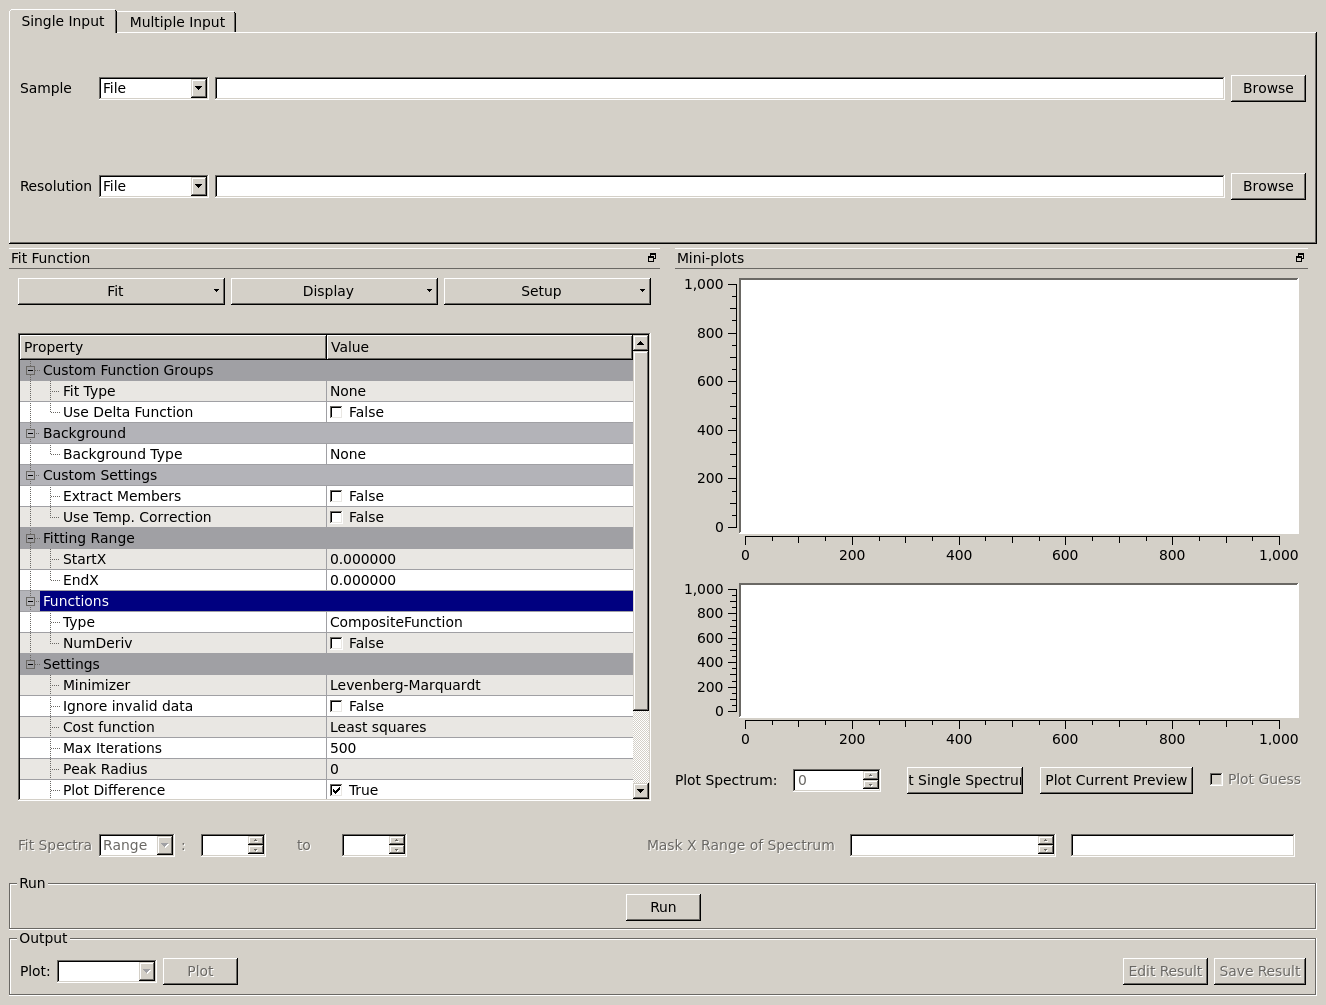 Single Input Multiple Input
Sample File Browse
Resolution File Browse
Fit Function
Fit Display Setup
Property Value
Custom Function Groups
Fit Type None
Use Delta Function False
Background
Background Type None
Custom Settings
Extract Members False
Use Temp. Correction False
Fitting Range
StartX 0.000000
EndX 0.000000
Functions
Type CompositeFunction
NumDeriv False
Settings
Minimizer Levenberg-Marquardt
Ignore invalid data False
Cost function Least squares
Max Iterations 500
Peak Radius 0
Plot Difference True
Mini-plots
1,000
800
600
400
200
0
0 200 400 600 800 1,000
1,000
800
600
400
200
0
0 200 400 600 800 1,000
Plot Spectrum: 0 t Single Spectru Plot Current Preview Plot Guess
Fit Spectra Range : to Mask X Range of Spectrum
Run
Run
Output
Plot: Plot Edit Result Save Result